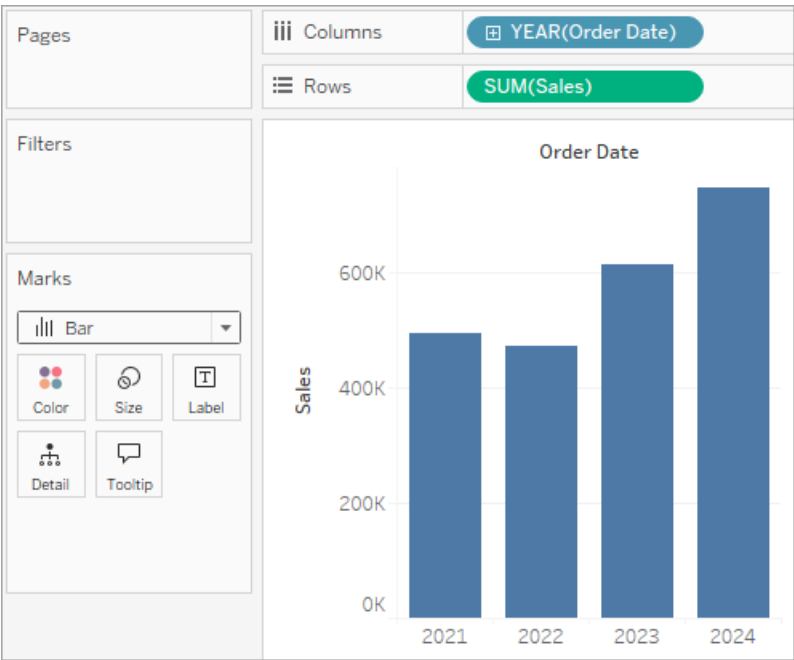 Pages
Columns
YEAR(Order Date)
Rows
SUM(Sales)
Filters
Marks
Bar
Color Size Label
Detail Tooltip
Order Date
Sales
600K
400K
200K
0K
2021 2022 2023 2024